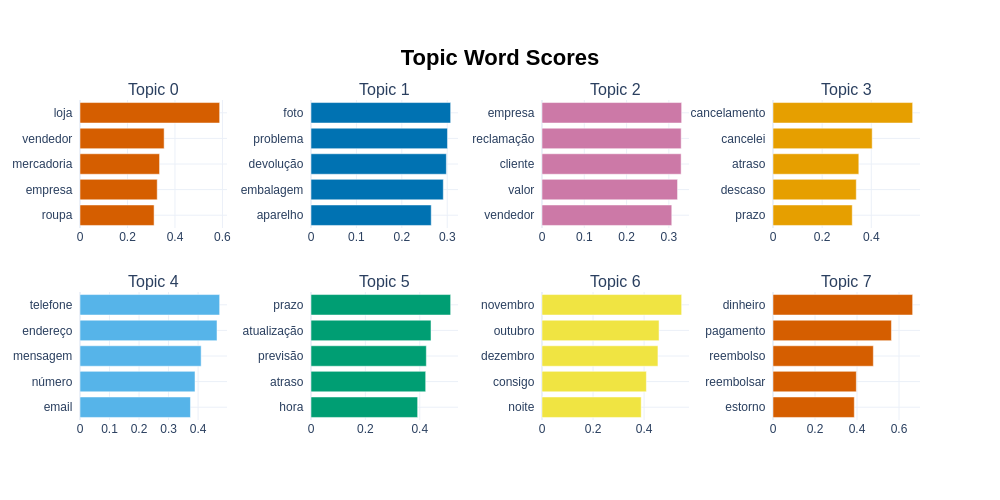 Topic Word Scores
Topic 0
loja
vendedor
mercadoria
empresa
roupa
0 0.2 0.4 0.6
Topic 1
foto
problema
devolução
embalagem
aparelho
0 0.1 0.2 0.3
Topic 2
empresa
reclamação
cliente
valor
vendedor
0 0.1 0.2 0.3
Topic 3
cancelamento
cancelei
atraso
descaso
prazo
0 0.2 0.4
Topic 4
telefone
endereço
mensagem
número
email
0 0.1 0.2 0.3 0.4
Topic 5
prazo
atualização
previsão
atraso
hora
0 0.2 0.4
Topic 6
novembro
outubro
dezembro
consigo
noite
0 0.2 0.4
Topic 7
dinheiro
pagamento
reembolso
reembolsar
estorno
0 0.2 0.4 0.6